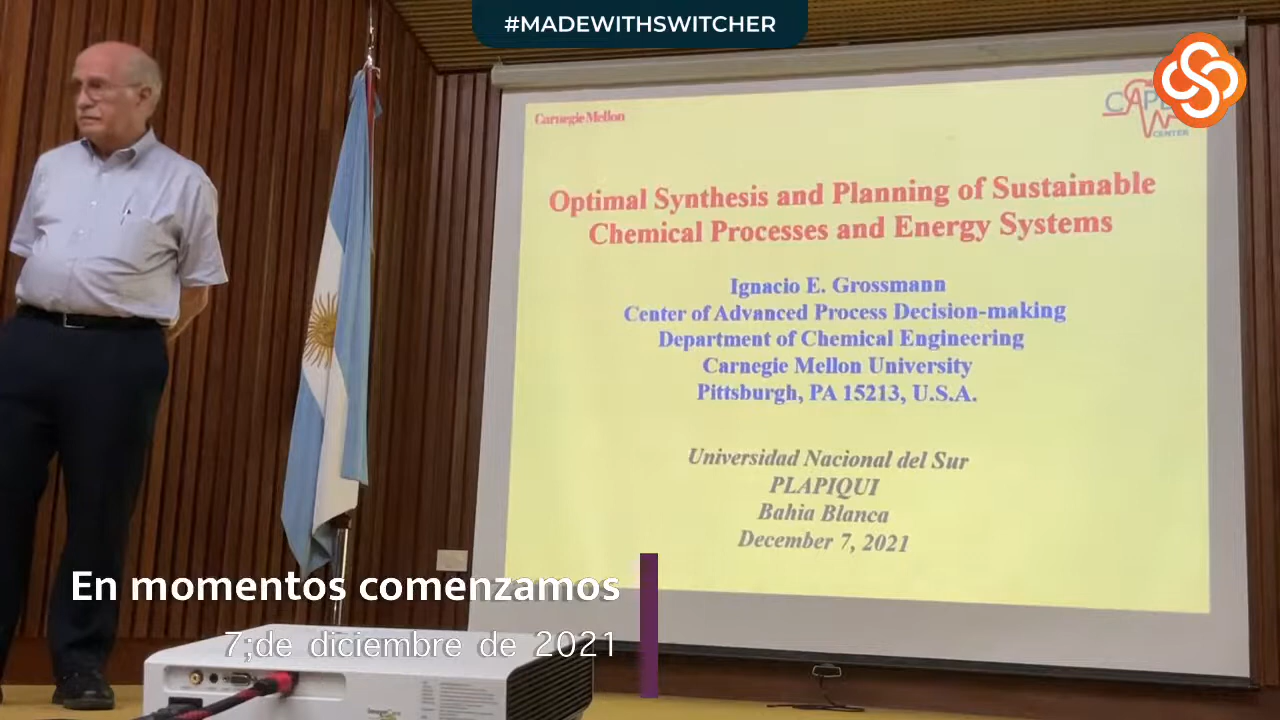 #MADEWITHSWITCHER
Carnegie Mellon
CENTER
Optimal Synthesis and Planning of Sustainable
Chemical Processes and Energy Systems
Ignacio E. Grossmann
Center of Advanced Process Decision-making
Department of Chemical Engineering
Carnegie Mellon University
Pittsburgh, PA 15213, U.S.A.
Universidad Nacional del Sur
PLAPIQUI
Bahia Blanca
December 7, 2021
En momentos comenzamos
7;de diciembre de 2021